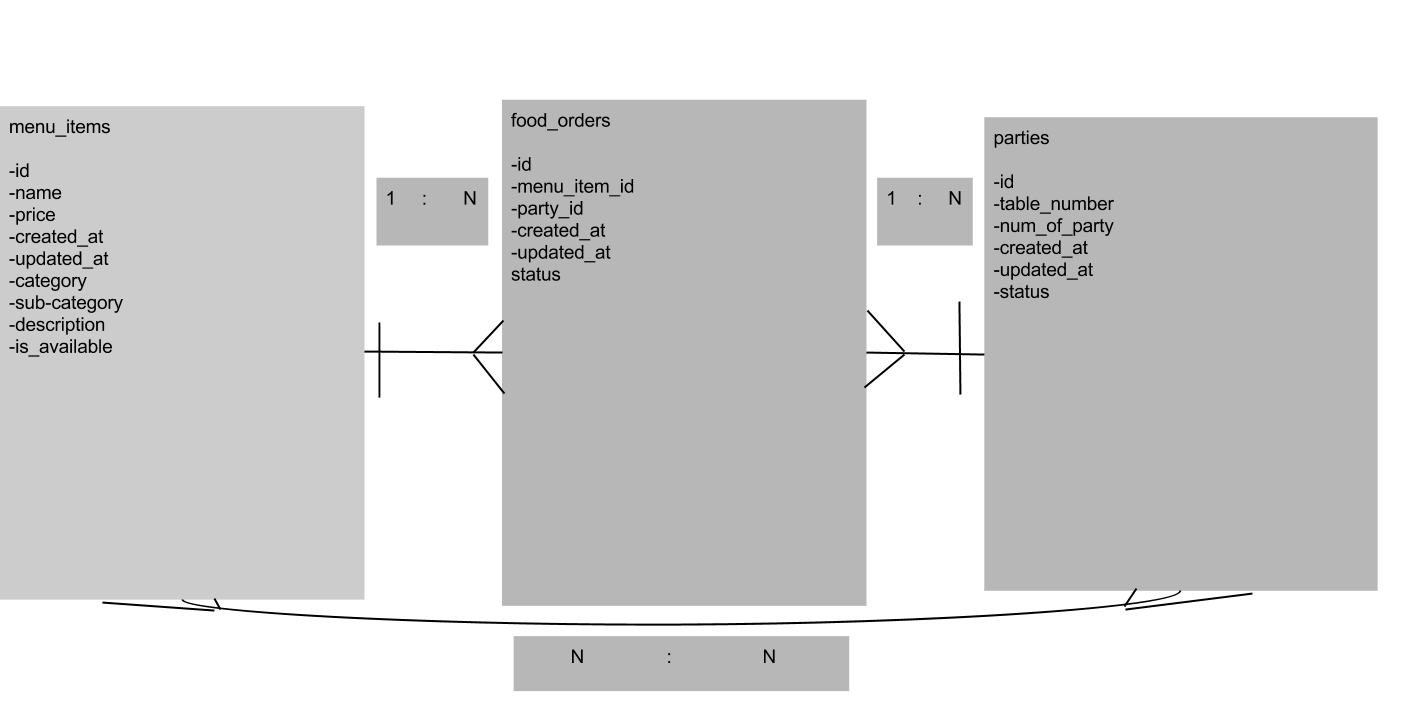 menu_items
-id
-name
-price
-created_at
-updated_at
-category
-sub-category
-description
-is_available
1 : N
food_orders
-id
-menu_item_id
-party_id
-created_at
-updated_at
status
1 : N
parties
-id
-table_number
-num_of_party
-created_at
-updated_at
-status
N : N